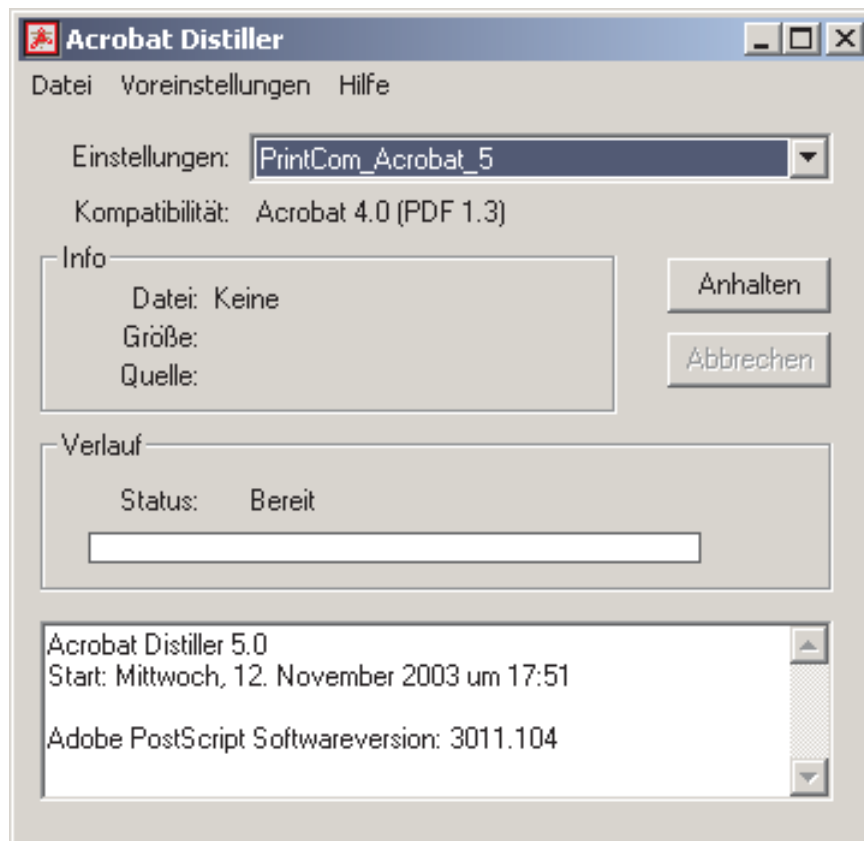 Acrobat Distiller
Datei Voreinstellungen Hilfe
Einstellungen: PrintCom_Acrobat_5
Kompatibilität: Acrobat 4.0 (PDF 1.3)
Info
Datei: Keine
Größe:
Quelle:
Anhalten
Abbrechen
Verlauf
Status: Bereit
Acrobat Distiller 5.0
Start: Mittwoch, 12. November 2003 um 17:51
Adobe PostScript Softwareversion: 3011.104